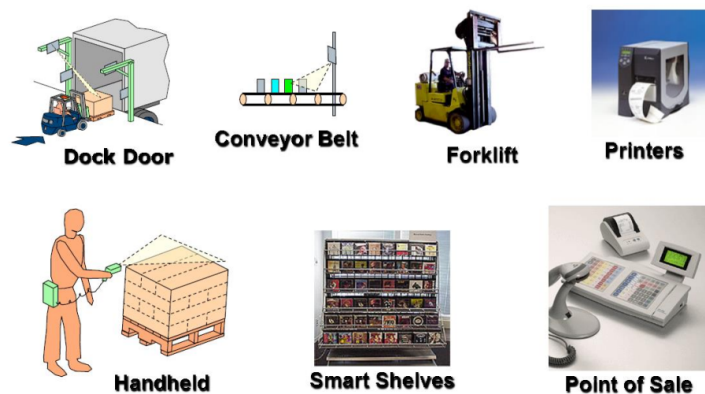 Dock Door
Conveyor Belt
Forklift
Printers
Handheld
Smart Shelves
Point of Sale